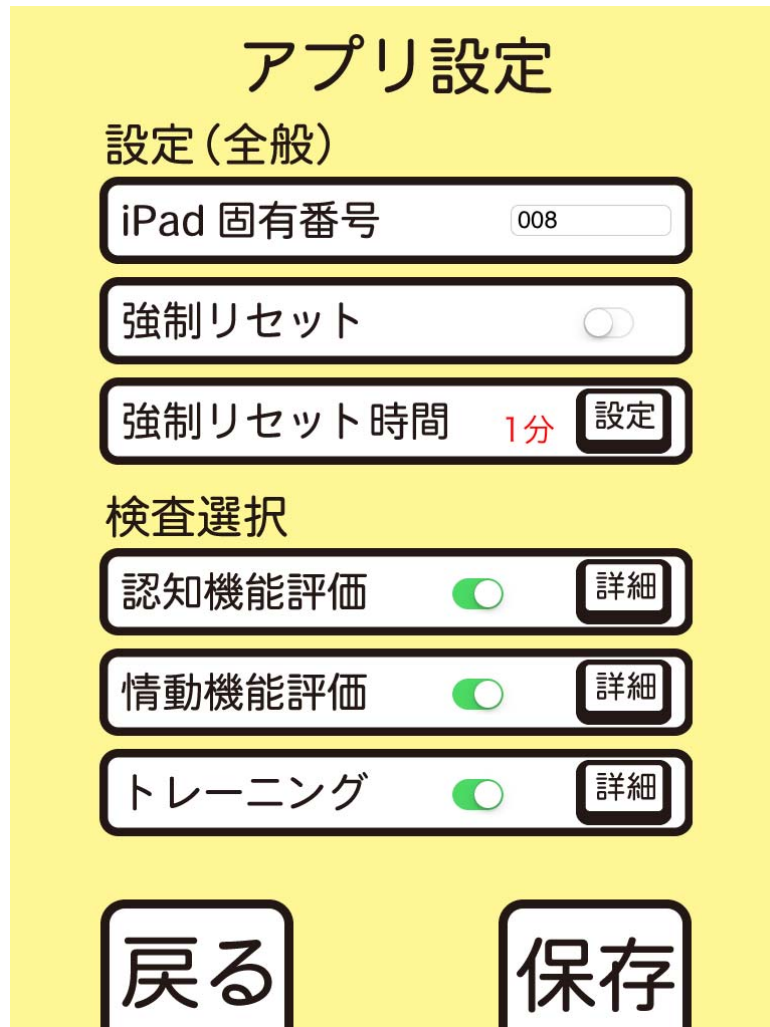 アプリ設定
設定(全般)
iPad 固有番号 008
強制リセット
強制リセット時間 1分 設定
検査選択
認知機能評価 詳細
情動機能評価 詳細
トレーニング 詳細
戻る 保存